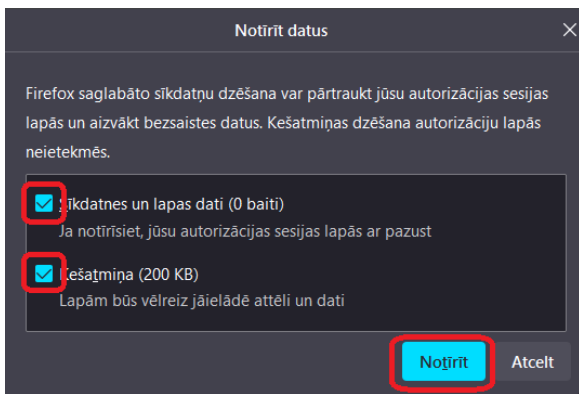 Notīrīt datus
Firefox saglabāto sīkdatņu dzēšana var pārtraukt jūsu autorizācijas sesijas
lapās un aizvākt bezsaistes datus. Kešatmiņas dzēšana autorizāciju lapās
neietekmēs.
Sīkdatnes un lapas dati (0 baiti)
Ja notīrīsiet, jūsu autorizācijas sesijas lapās ar pazust
Kešatmiņa (200 KB)
Lapām būs vēlreiz jāielādē attēli un dati
Notīrīt
Atcelt